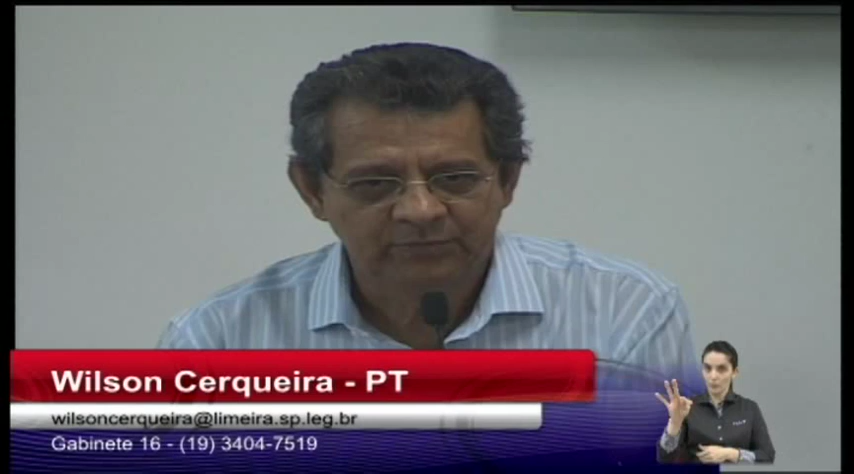 Wilson Cerqueira - PT
wilsoncerqueira@limeira.sp.leg.br
Gabinete 16 - (19) 3404-7519